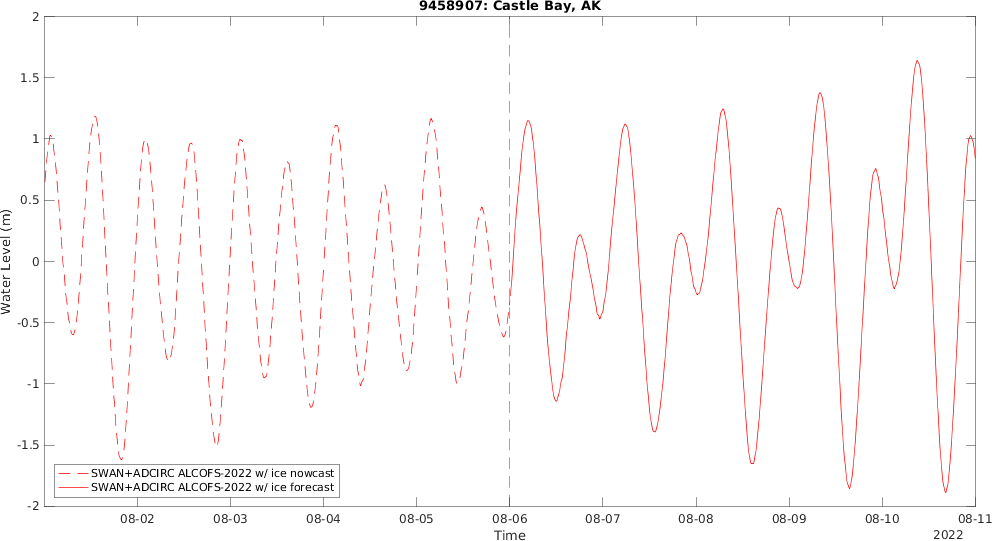 9458907: Castle Bay, AK
2
1.5
1
0.5
0
-0.5
-1
-1.5
-2
Water Level (m)
SWAN+ADCIRC ALCOFS-2022 w/ ice nowcast
SWAN+ADCIRC ALCOFS-2022 w/ ice forecast
08-02 08-03 08-04 08-05 08-06 08-07 08-08 08-09 08-10 08-11
Time
2022